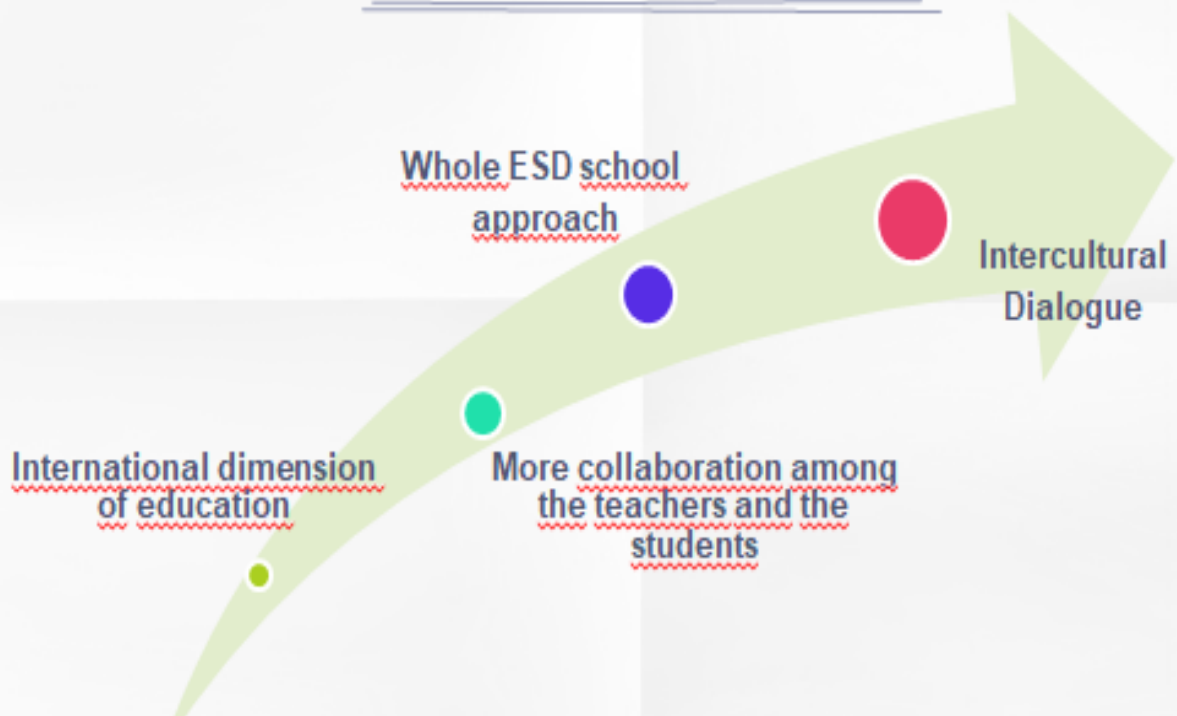 Whole ESD school
approach
Intercultural
Dialogue
International dimension
of education
More collaboration among
the teachers and the
students